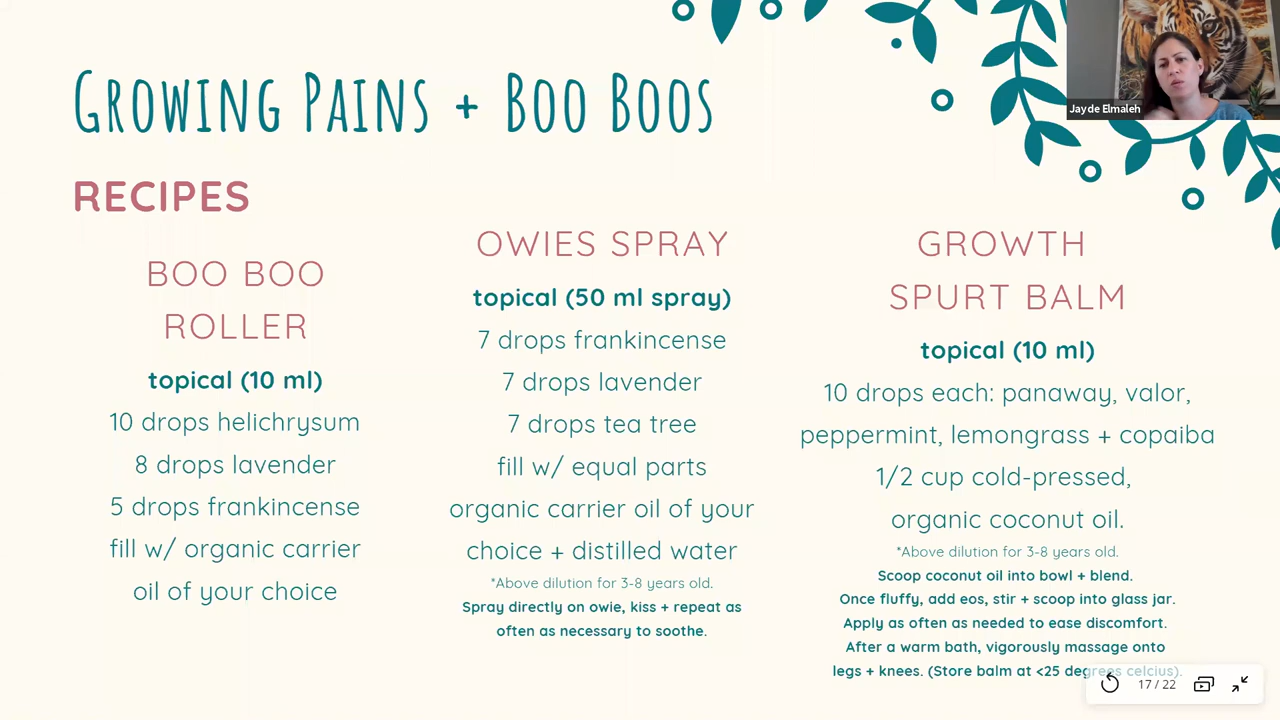 GROWING PAINS + BOO BOOS
Jayde Elmaleh
RECIPES
BOO BOO
ROLLER
topical (10 ml)
10 drops helichrysum
8 drops lavender
5 drops frankincense
fill w/ organic carrier
oil of your choice
OWIES SPRAY
topical (50 ml spray)
7 drops frankincense
7 drops lavender
7 drops tea tree
fill w/ equal parts
organic carrier oil of your
choice + distilled water
*Above dilution for 3-8 years old.
Spray directly on owie, kiss + repeat as
often as necessary to soothe.
GROWTH
SPURT BALM
topical (10 ml)
10 drops each: panaway, valor,
peppermint, lemongrass + copaiba
1/2 cup cold-pressed,
organic coconut oil.
*Above dilution for 3-8 years old.
Scoop coconut oil into bowl + blend.
Once fluffy, add eos, stir + scoop into glass jar.
Apply as often as needed to ease discomfort.
After a warm bath, vigorously massage onto
legs + knees. (Store balm at <25 degrees celcius).
17 / 22